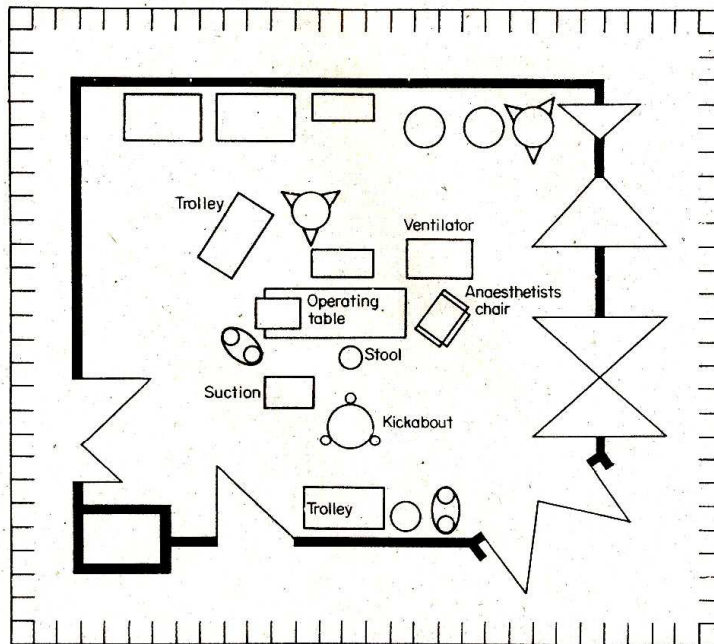 Trolley
Ventilator
Operating
table
Anaesthetists
chair
Stool
Suction
Kickabout
Trolley